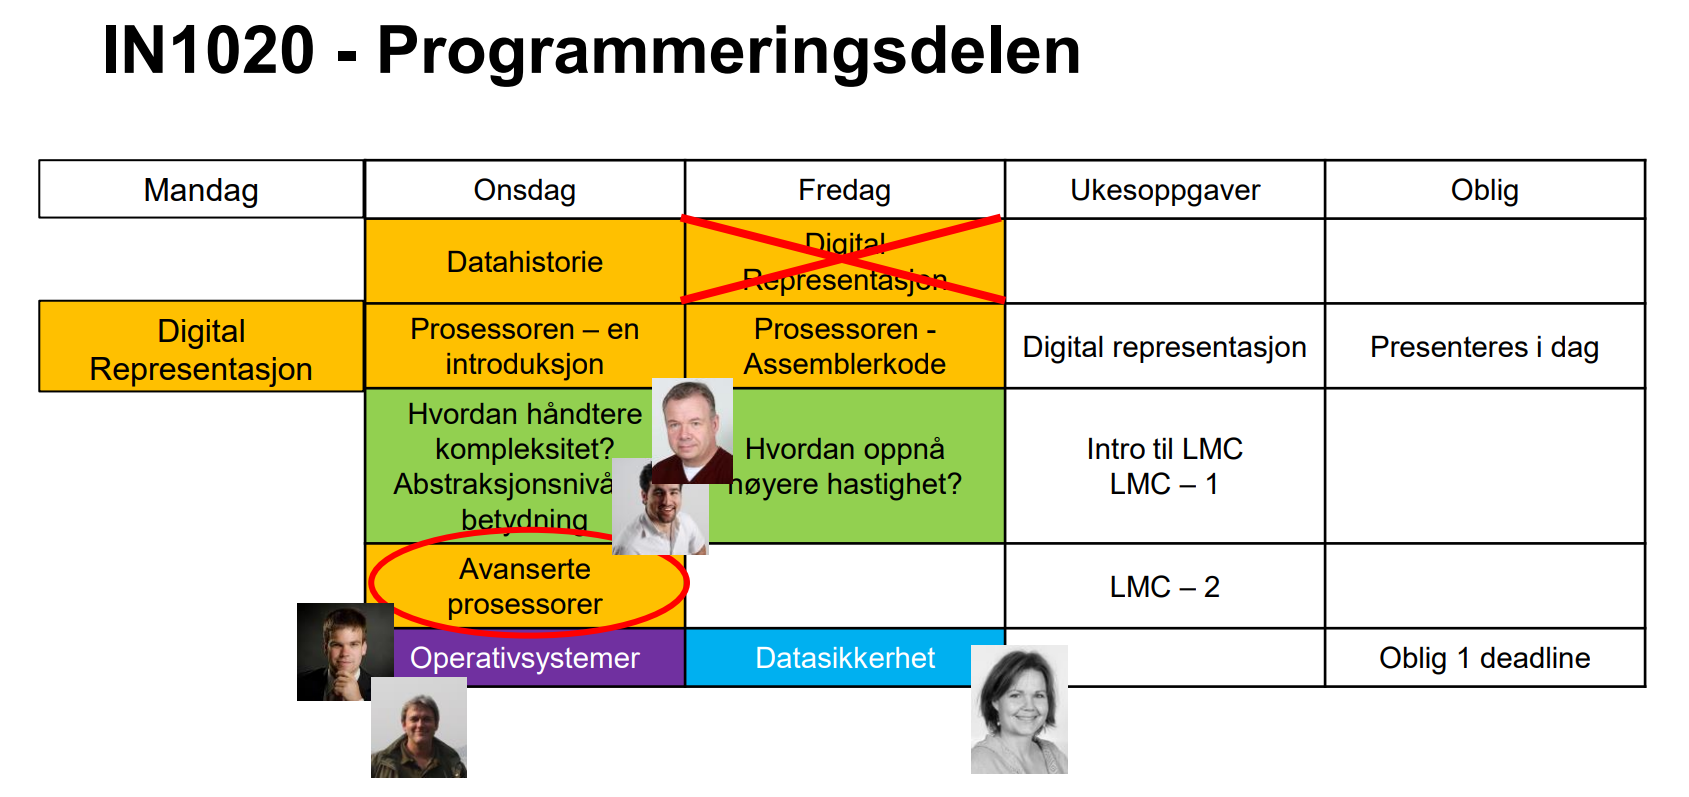 IN1020 - Programmeringsdelen
Mandag
Onsdag
Fredag
Ukesoppgaver
Oblig
Datahistorie
Digital
Representasjon
Digital
Representasjon
Prosessoren – en
introduksjon
Prosessoren -
Assemblerkode
Digital representasjon
Presenteres i dag
Hvordan håndtere
kompleksitet?
Abstraksjonsnivå
betydning
Hvordan oppnå
høyere hastighet?
Intro til LMC
LMC – 1
Avanserte
prosessorer
LMC – 2
Operativsystemer
Datasikkerhet
Oblig 1 deadline